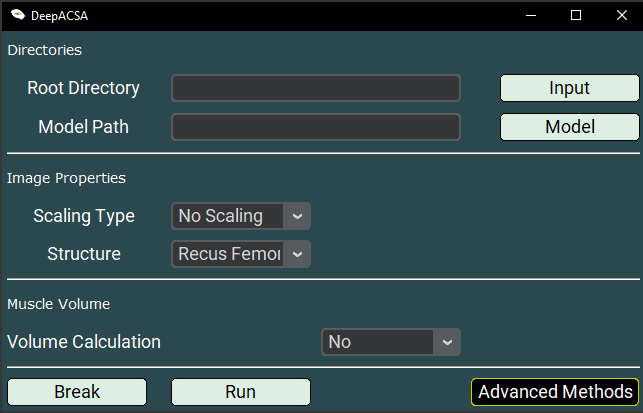 DeepACSA
Directories
Root Directory Input
Model Path Model
Image Properties
Scaling Type No Scaling
Structure Recus Femor
Muscle Volume
Volume Calculation No
Break Run Advanced Methods